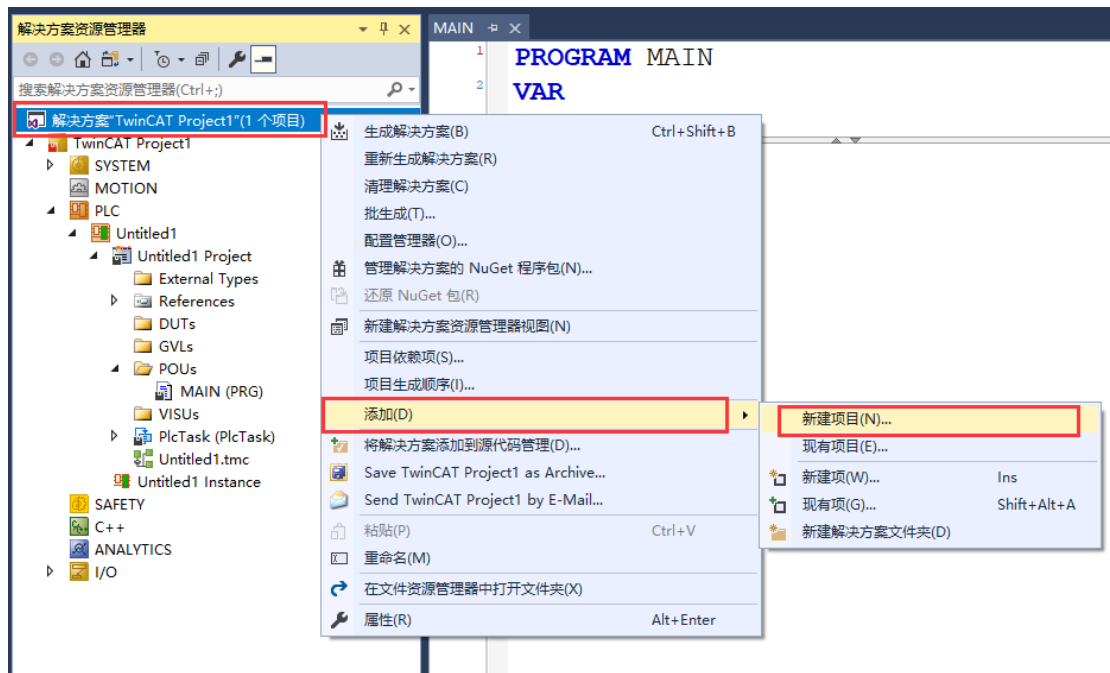 解决方案资源管理器
搜索解决方案资源管理器(Ctrl+;)
解决方案"TwinCAT Project1"(1 个项目)
TwinCAT Project1
SYSTEM
MOTION
PLC
Untitled1
Untitled1 Project
External Types
References
DUTs
GVLs
POUs
MAIN (PRG)
VISUs
PlcTask (PlcTask)
Untitled1.tmc
Untitled1 Instance
SAFETY
C++
ANALYTICS
I/O
MAIN
1 PROGRAM MAIN
2 VAR
生成解决方案(B) Ctrl+Shift+B
重新生成解决方案(R)
清理解决方案(C)
批生成(T)...
配置管理器(O)...
管理解决方案的 NuGet 程序包(N)...
还原 NuGet 包(R)
新建解决方案资源管理器视图(N)
项目依赖项(S)...
项目生成顺序(I)...
添加(D)
将解决方案添加到源代码管理(D)...
Save TwinCAT Project1 as Archive...
Send TwinCAT Project1 by E-Mail...
粘贴(P) Ctrl+V
重命名(M)
在文件资源管理器中打开文件夹(X)
属性(R) Alt+Enter
新建项目(N)...
现有项目(E)...
新建项(W)... Ins
现有项(G)... Shift+Alt+A
新建解决方案文件夹(D)